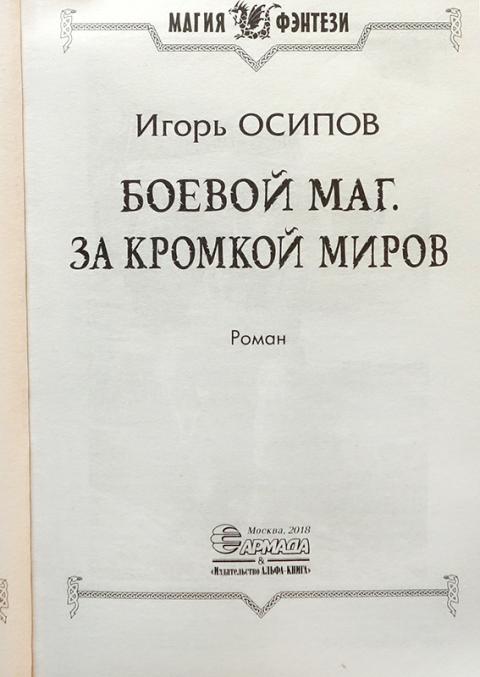 МАГИЯ ФЭНТЕЗИ
Игорь ОСИПОВ
БОЕВОЙ МАГ.
ЗА КРОМКОЙ МИРОВ
Роман
Москва, 2018
АРМАДА
&
«Издательство АЛЬФА-КНИГА»